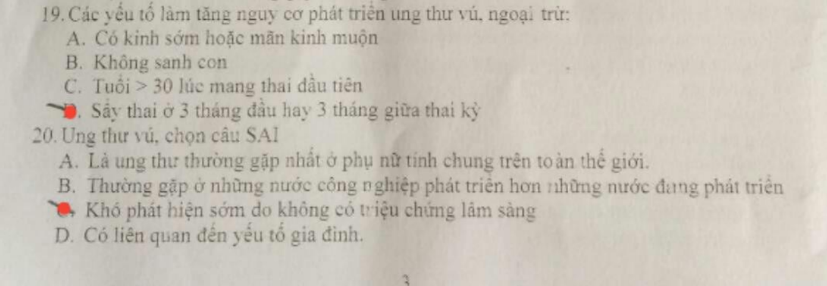 19. Các yếu tố làm tăng nguy cơ phát triển ung thư vú, ngoại trừ:
A. Có kinh sớm hoặc mãn kinh muộn
B. Không sanh con
C. Tuổi > 30 lúc mang thai đầu tiên
. Sẩy thai ở 3 tháng đầu hay 3 tháng giữa thai kỳ
20. Ung thư vú, chọn câu SAI
A. Là ung thư thường gặp nhất ở phụ nữ tính chung trên toàn thế giới.
B. Thường gặp ở những nước công nghiệp phát triển hơn những nước đang phát triển
Khó phát hiện sớm do không có triệu chứng lâm sàng
D. Có liên quan đến yếu tố gia đình.
3